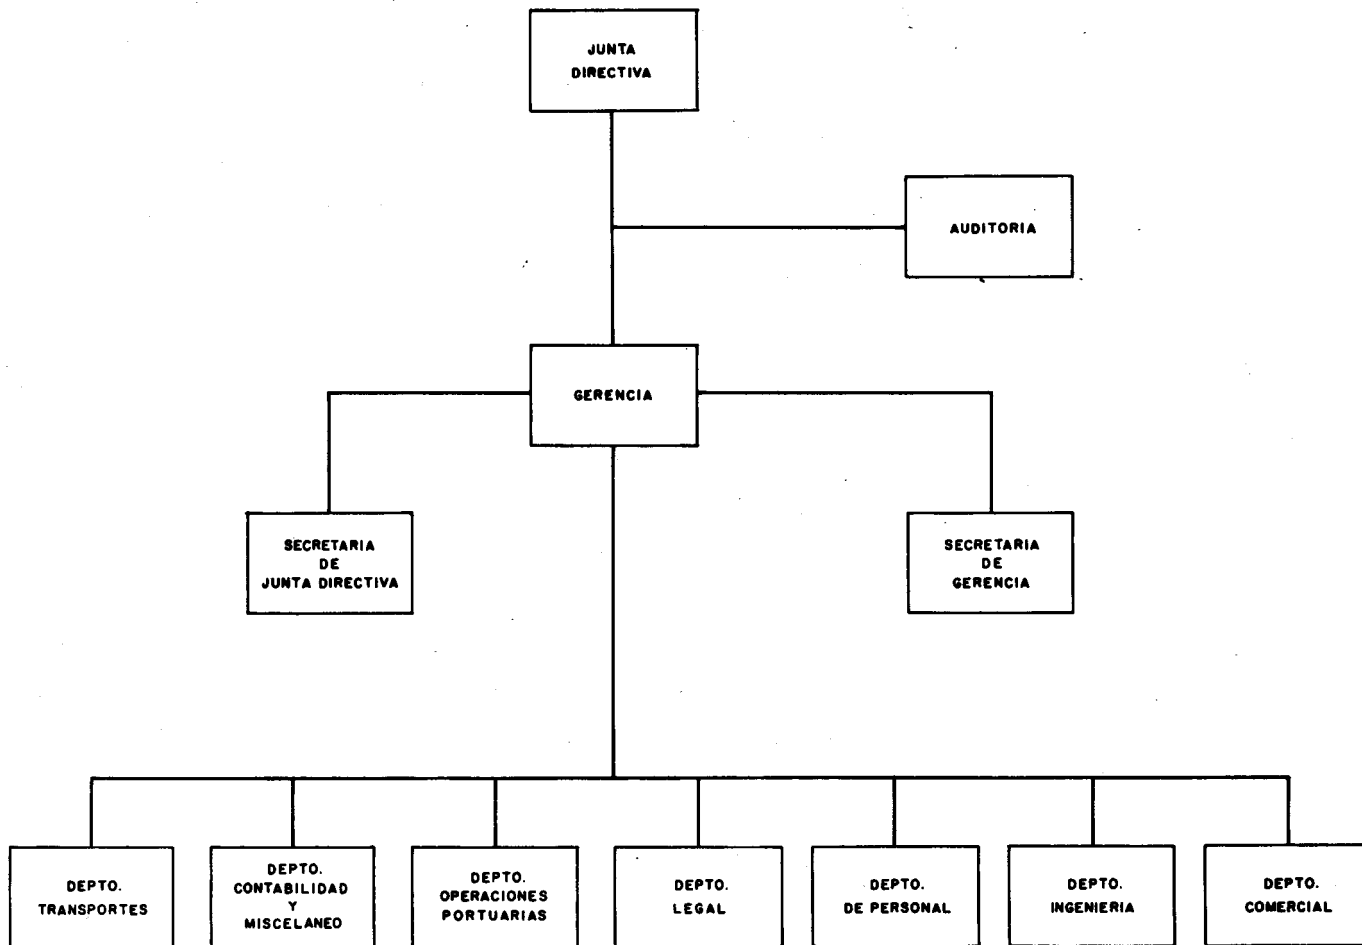 JUNTA
DIRECTIVA
AUDITORIA
GERENCIA
SECRETARIA
DE
JUNTA DIRECTIVA
SECRETARIA
DE
GERENCIA
DEPTO.
TRANSPORTES
DEPTO.
CONTABILIDAD
Y
MISCELANEO
DEPTO.
OPERACIONES
PORTUARIAS
DEPTO.
LEGAL
DEPTO.
DE PERSONAL
DEPTO.
INGENIERIA
DEPTO.
COMERCIAL